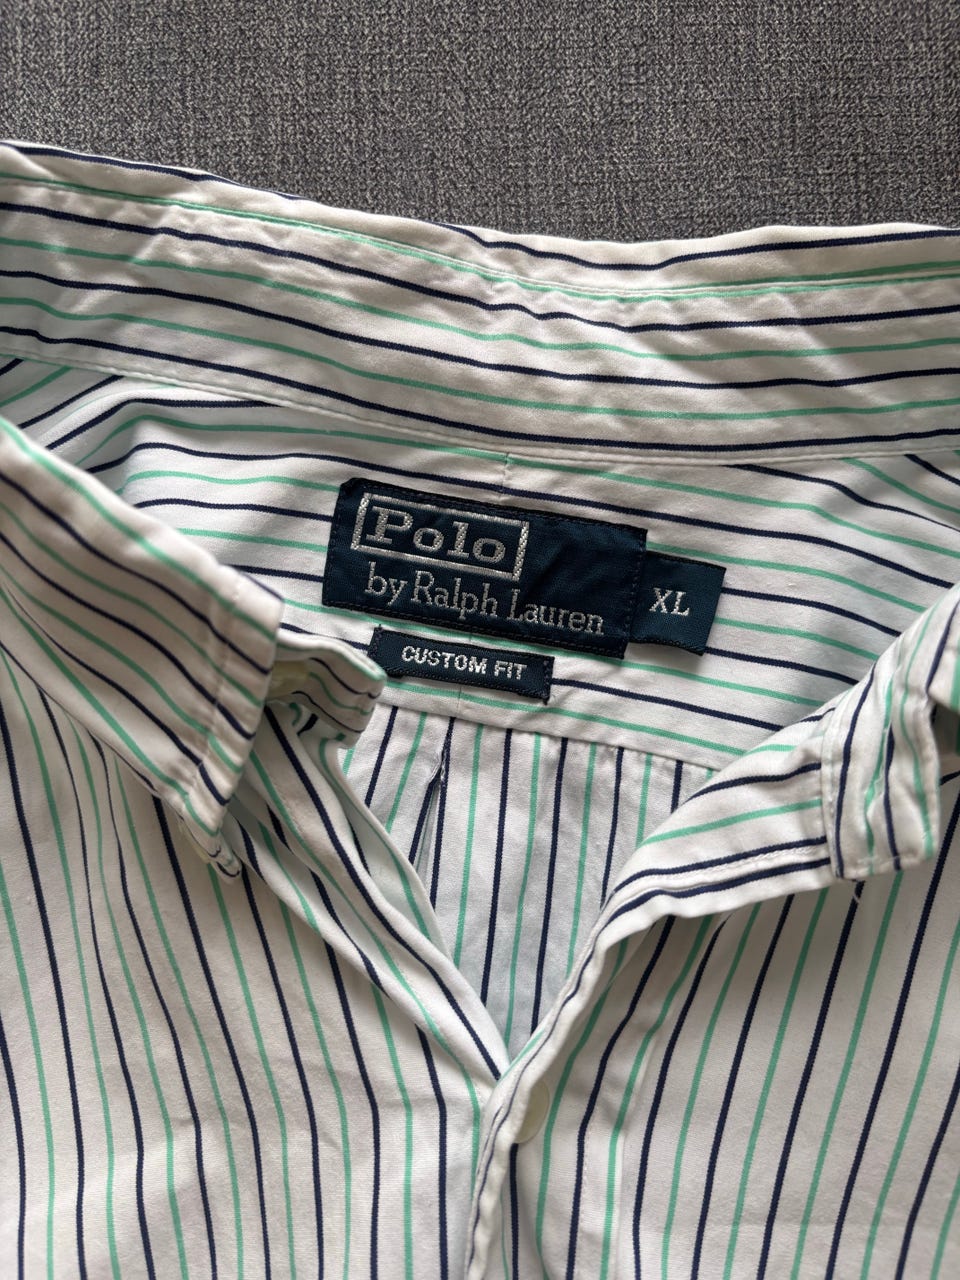 Polo
by Ralph Lauren
XL
CUSTOM FIT